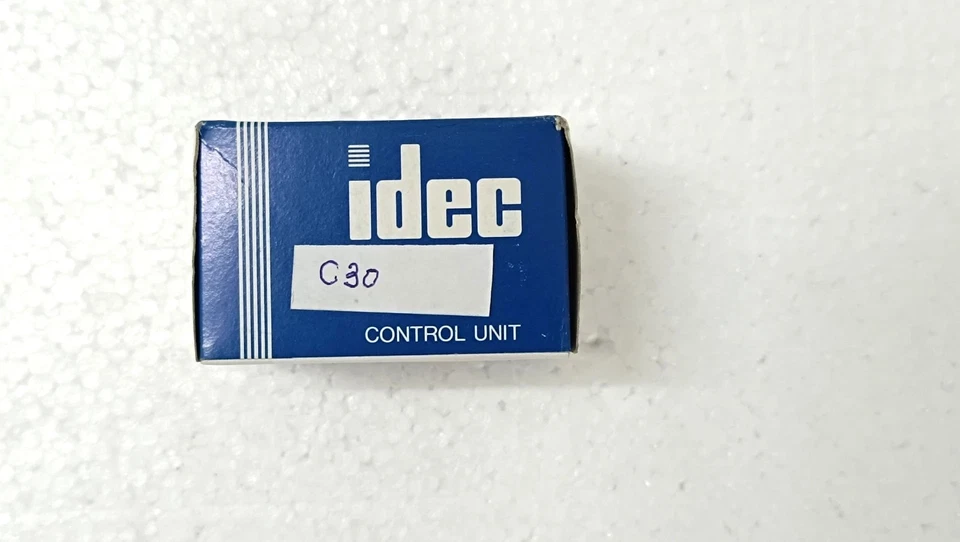 idec
C30
CONTROL UNIT